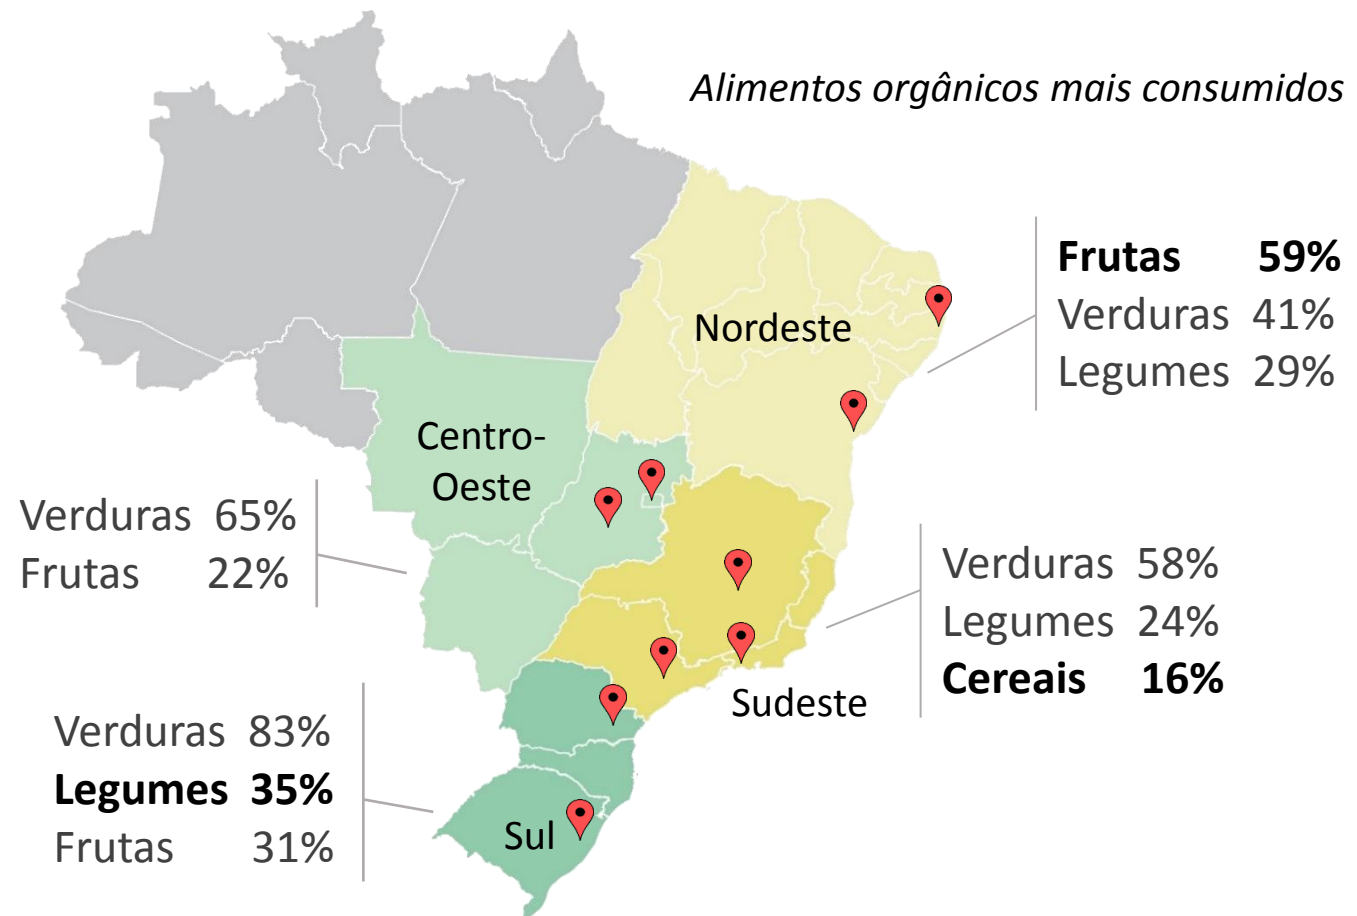 Alimentos orgânicos mais consumidos
Frutas 59%
Verduras 41%
Legumes 29%
Nordeste
Centro-
Oeste
Verduras 65%
Frutas 22%
Verduras 58%
Legumes 24%
Cereais 16%
Sudeste
Verduras 83%
Legumes 35%
Frutas 31%
Sul